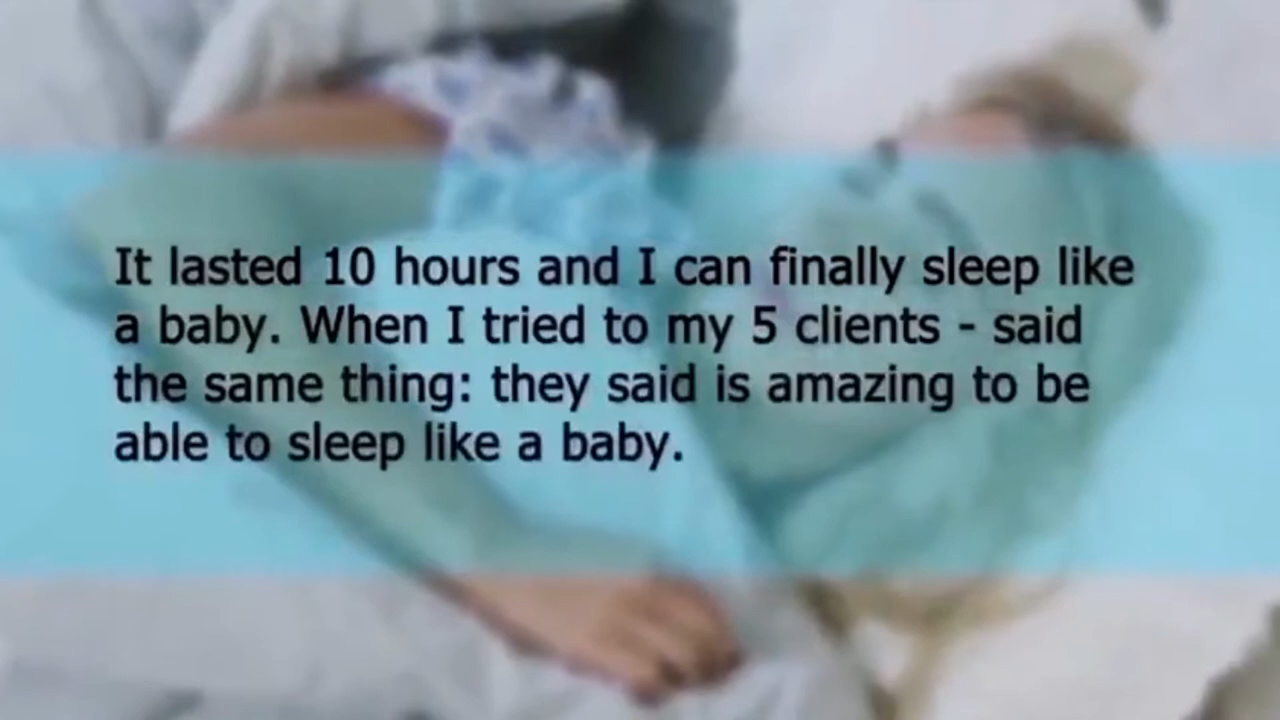 It lasted 10 hours and I can finally sleep like
a baby. When I tried to my 5 clients - said
the same thing: they said is amazing to be
able to sleep like a baby.